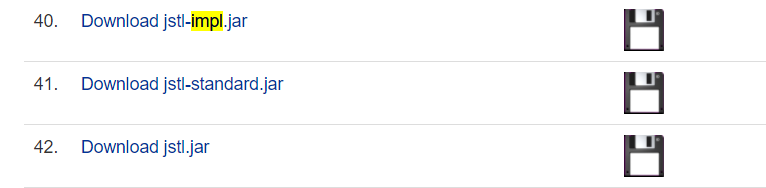 40. Download jstl-impl.jar
41. Download jstl-standard.jar
42. Download jstl.jar